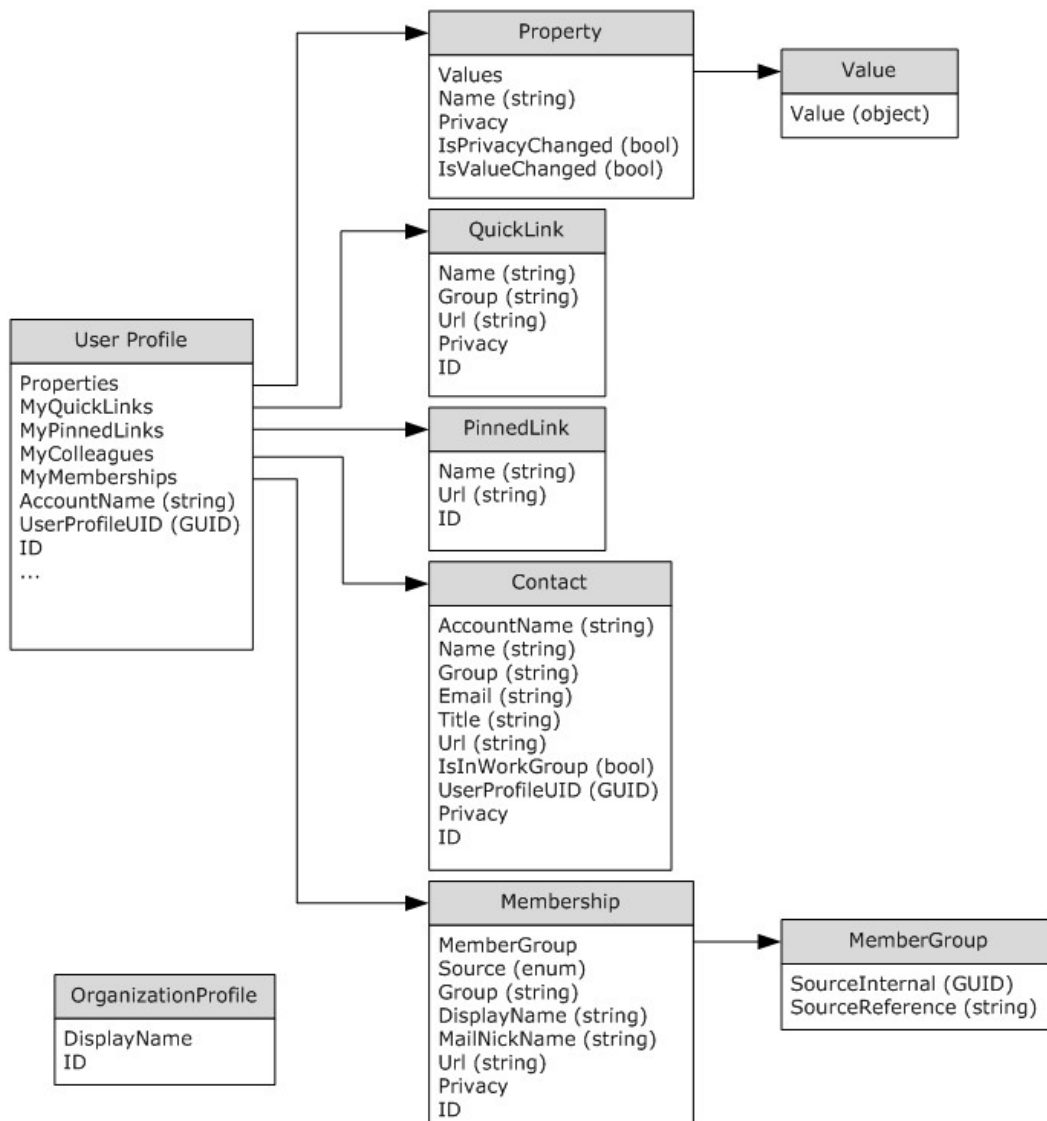 Property
Values
Name (string)
Privacy
IsPrivacyChanged (bool)
IsValueChanged (bool)
Value
Value (object)
QuickLink
Name (string)
Group (string)
Url (string)
Privacy
ID
User Profile
Properties
MyQuickLinks
MyPinnedLinks
MyColleagues
MyMemberships
AccountName (string)
UserProfileUID (GUID)
ID
...
PinnedLink
Name (string)
Url (string)
ID
Contact
AccountName (string)
Name (string)
Group (string)
Email (string)
Title (string)
Url (string)
IsInWorkGroup (bool)
UserProfileUID (GUID)
Privacy
ID
Membership
MemberGroup
Source (enum)
Group (string)
DisplayName (string)
MailNickName (string)
Url (string)
Privacy
ID
MemberGroup
SourceInternal (GUID)
SourceReference (string)
OrganizationProfile
DisplayName
ID